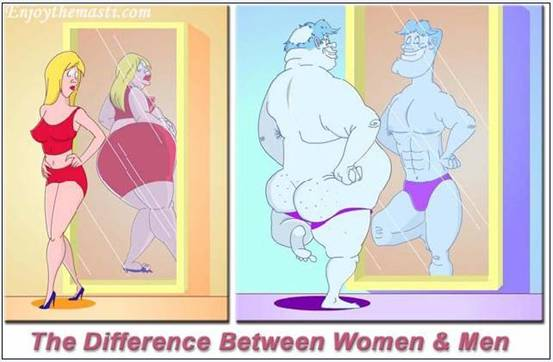 Enjoythemasti.com
The Difference Between Women & Men